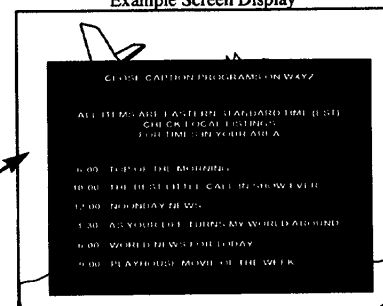 Example Screen Display
CLOSE CAPTION PROGRAMS ON WXYZ
ALL ITEMS ARE EASTERN STANDARD TIME (EST)
CHECK LOCAL LISTINGS
FOR TIMES IN YOUR AREA
6:00 TOP OF THE MORNING
10:00 THE BEST LITTLE CALL IN SHOW EVER
12:00 NOONDAY NEWS
1:30 AS YOUR LIFE TURNS MY WORLD AROUND
6:00 WORLD NEWS FOR TODAY
9:00 PLAYHOUSE MOVIE OF THE WEEK